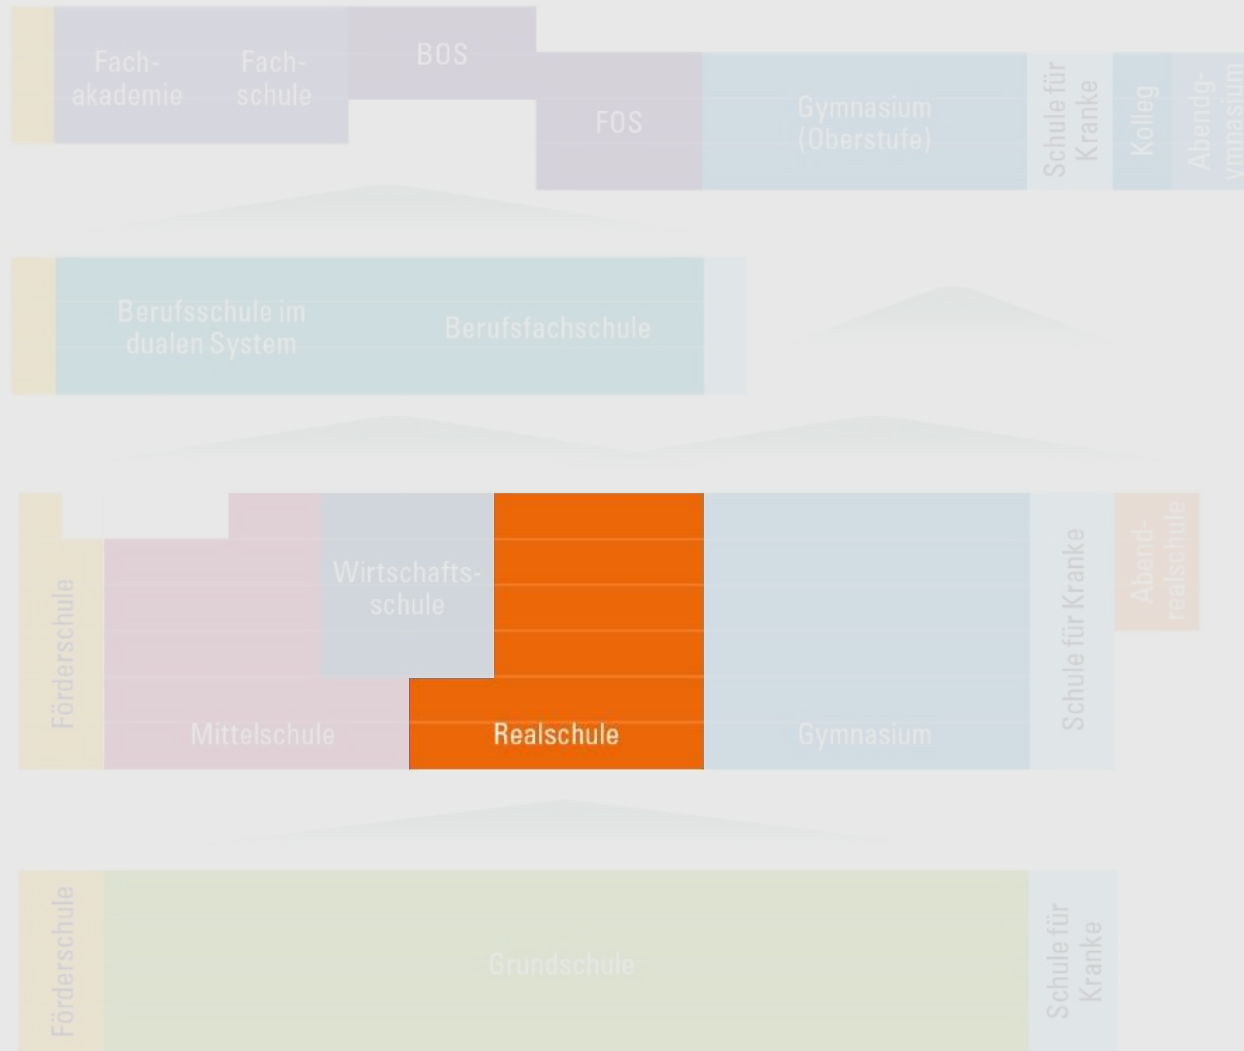 Fach-
akademie
Fach-
schule
BOS
FOS
Gymnasium
(Oberstufe)
Schule für
Kranke
Kolleg
Abendg-
ymnasium
Berufsschule im
dualen System
Berufsfachschule
Förderschule
Mittelschule
Wirtschafts-
schule
Realschule
Gymnasium
Schule für Kranke
Abend-
realschule
Förderschule
Grundschule
Schule für
Kranke